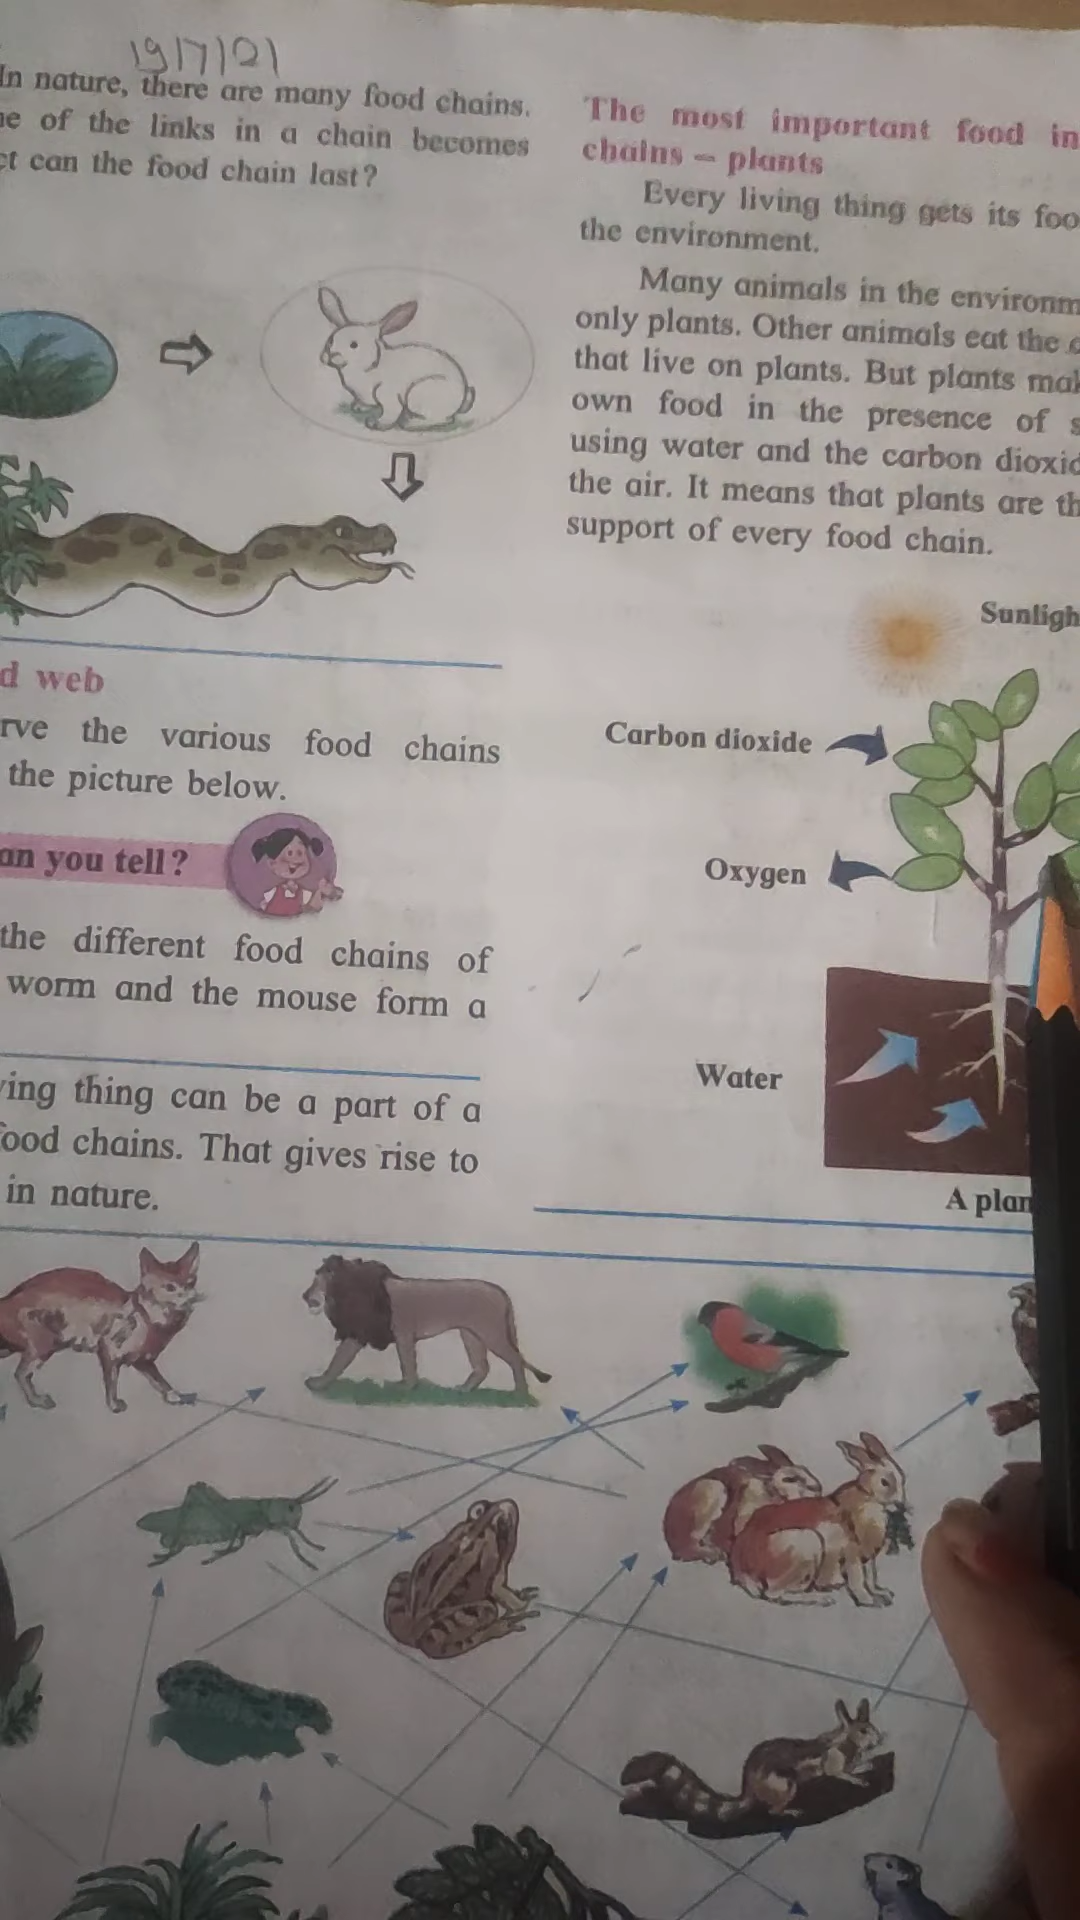 19/7/21
In nature, there are many food chains.
of the links in a chain becomes
can the food chain last?
web
the various food chains
the picture below.
you tell?
the different food chains of
worm and the mouse form a
thing can be a part of a
food chains. That gives rise to
in nature.
The most important food in
chains – plants
Every living thing gets its
the environment.
Many animals in the
only plants. Other animals eat the
that live on plants. But plants
own food in the presence of
using water and the carbon
the air. It means that plants are
support of every food chain.
Carbon dioxide
Oxygen
Water
A